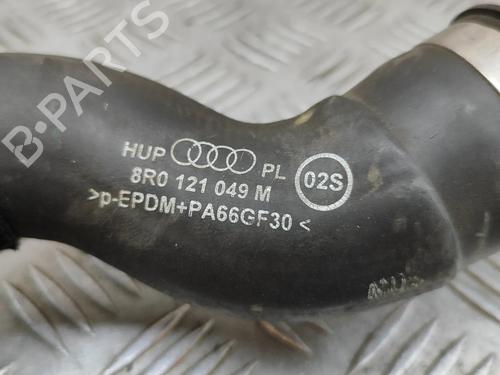 B-PARTS
HUP PL 02S
8R0 121 049 M
>p-EPDM+PA66GF30<